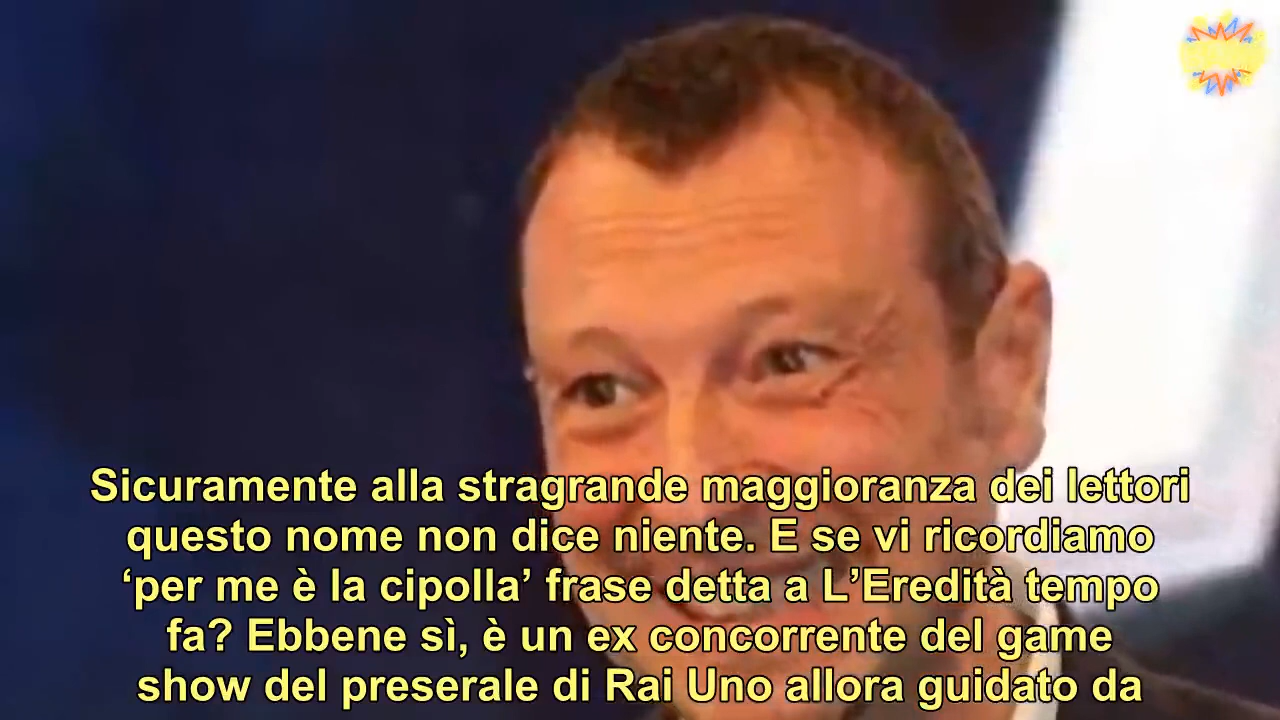 Sicuramente alla stragrande maggioranza dei lettori
questo nome non dice niente. E se vi ricordiamo
‘per me è la cipolla’ frase detta a L’Eredità tempo
fa? Ebbene sì, è un ex concorrente del game
show del preserale di Rai Uno allora guidato da